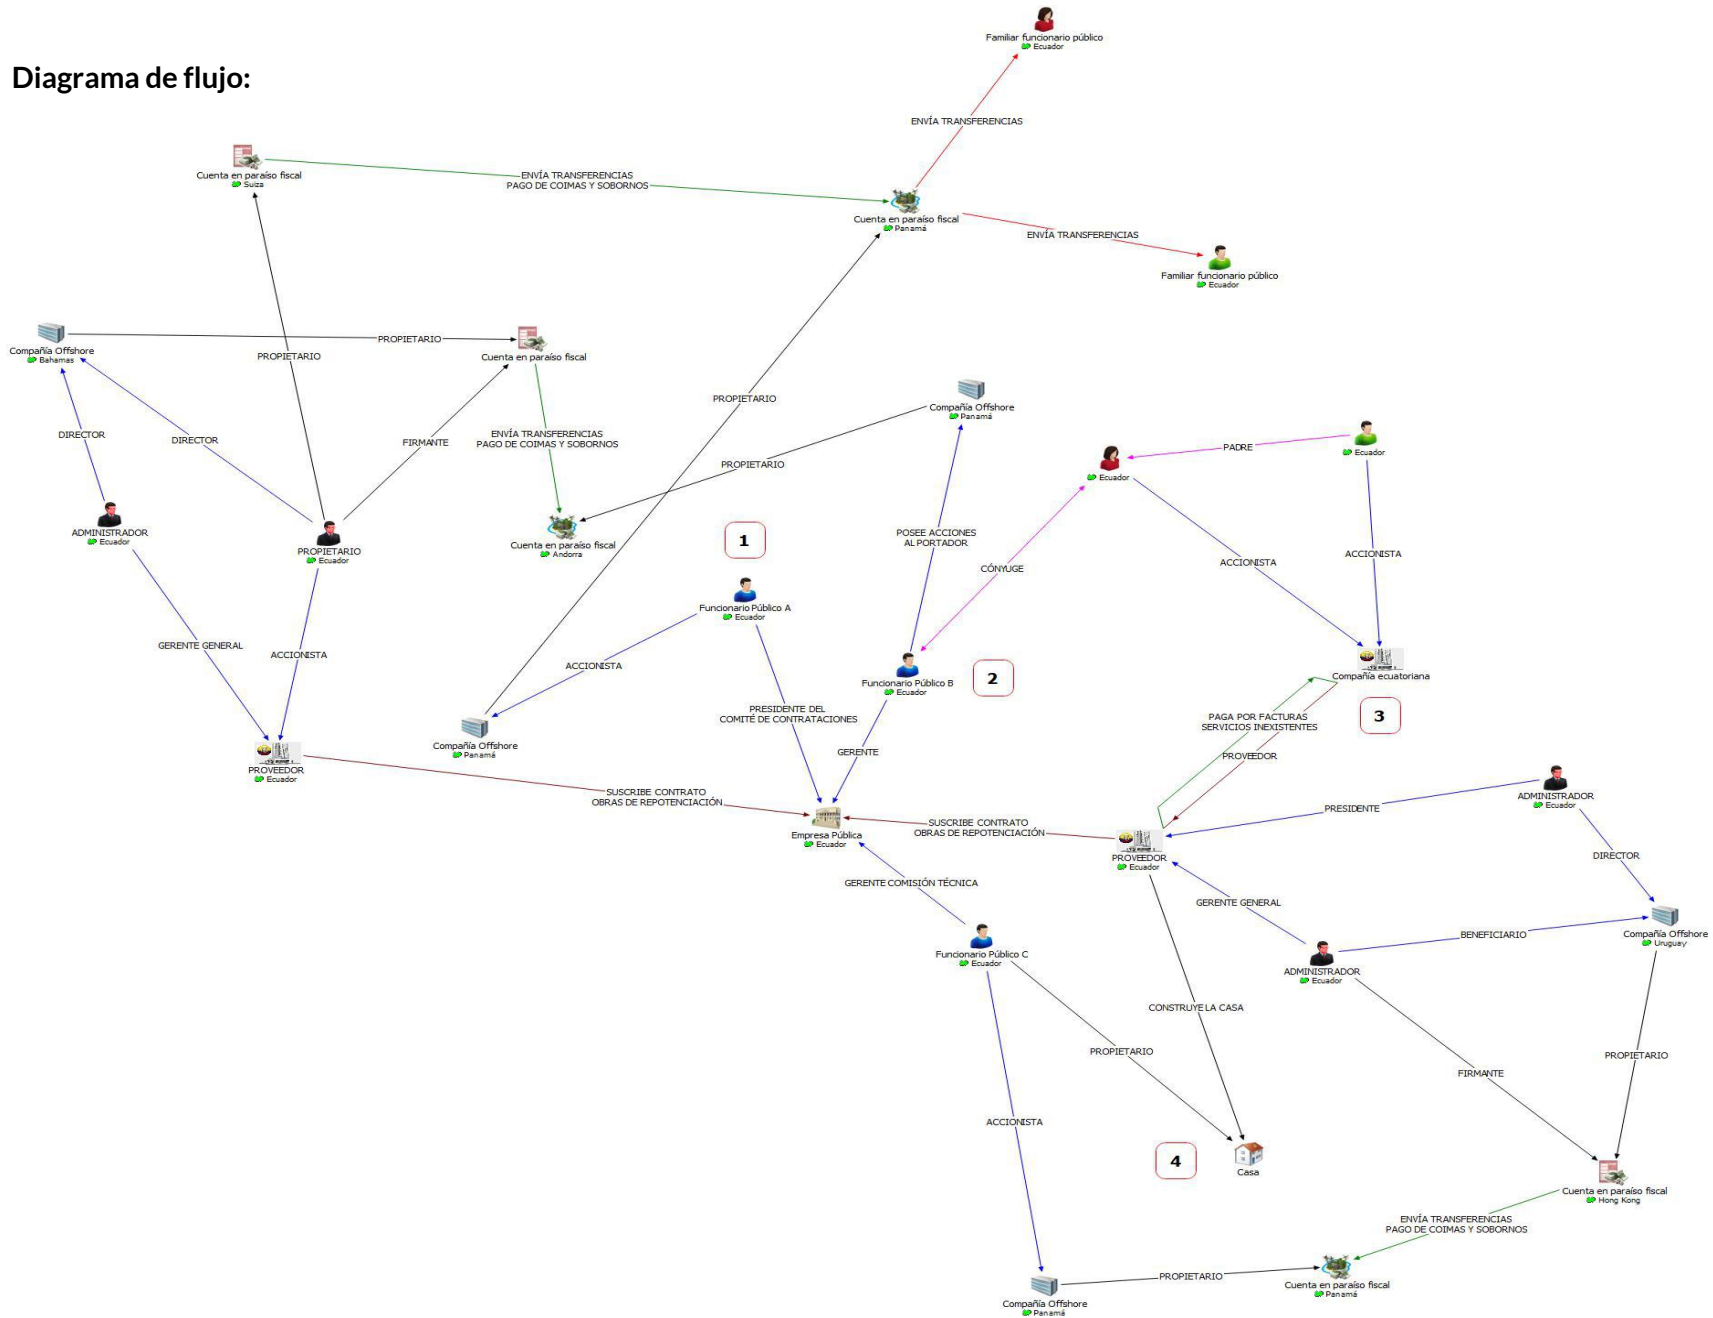 Diagrama de flujo:
Familiar funcionario público
Ecuador
ENVÍA TRANSFERENCIAS
Cuenta en paraíso fiscal
Suiza
ENVÍA TRANSFERENCIAS
PAGO DE COIMAS Y SOBORNOS
Cuenta en paraíso fiscal
Panamá
ENVÍA TRANSFERENCIAS
Familiar funcionario público
Ecuador
Compañía Offshore
Bahamas
PROPIETARIO
PROPIETARIO
Cuenta en paraíso fiscal
PROPIETARIO
Compañía Offshore
Panamá
DIRECTOR
DIRECTOR
FIRMANTE
ENVÍA TRANSFERENCIAS
PAGO DE COIMAS Y SOBORNOS
PROPIETARIO
PADRE
Ecuador
Ecuador
ADMINISTRADOR
Ecuador
PROPIETARIO
Ecuador
Cuenta en paraíso fiscal
Andorra
1
POSEE ACCIONES
AL PORTADOR
CÓNYUGE
ACCIONISTA
ACCIONISTA
Funcionario Público A
Ecuador
GERENTE GENERAL
ACCIONISTA
ACCIONISTA
Funcionario Público B
Ecuador
2
Compañía ecuatoriana
3
PRESIDENTE DEL
COMITÉ DE CONTRATACIONES
PAGA POR FACTURAS
SERVICIOS INEXISTENTES
Compañía Offshore
Panamá
GERENTE
PROVEEDOR
PROVEEDOR
Ecuador
SUSCRIBE CONTRATO
OBRAS DE REPOTENCIACIÓN
Empresa Pública
Ecuador
SUSCRIBE CONTRATO
OBRAS DE REPOTENCIACIÓN
PRESIDENTE
ADMINISTRADOR
Ecuador
PROVEEDOR
Ecuador
DIRECTOR
GERENTE COMISIÓN TÉCNICA
GERENTE GENERAL
Funcionario Público C
Ecuador
BENEFICIARIO
Compañía Offshore
Uruguay
ADMINISTRADOR
Ecuador
CONSTRUYE LA CASA
PROPIETARIO
PROPIETARIO
FIRMANTE
ACCIONISTA
4
Casa
Cuenta en paraíso fiscal
Hong Kong
ENVÍA TRANSFERENCIAS
PAGO DE COIMAS Y SOBORNOS
PROPIETARIO
Cuenta en paraíso fiscal
Panamá
Compañía Offshore
Panamá